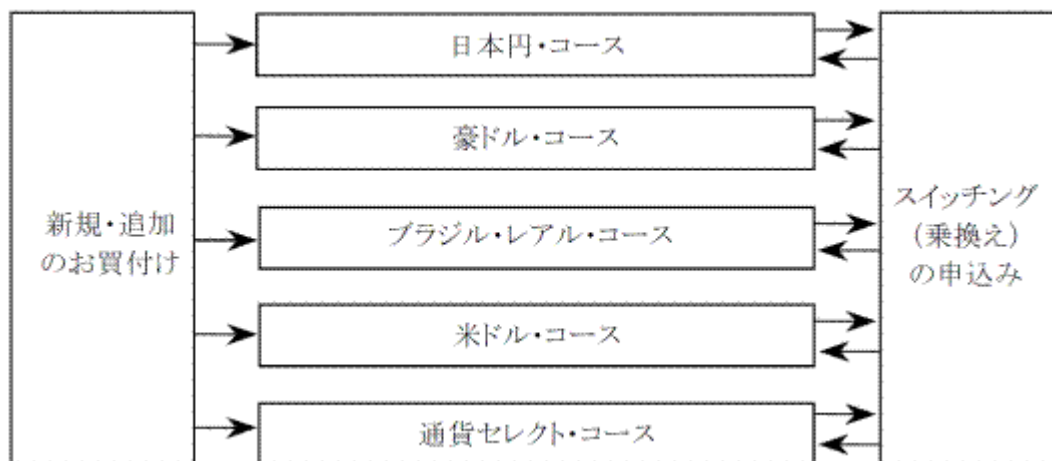 新規・追加
のお買付け
日本円・コース
豪ドル・コース
ブラジル・レアル・コース
米ドル・コース
通貨セレクト・コース
スイッチング
(乗換え)
の申込み